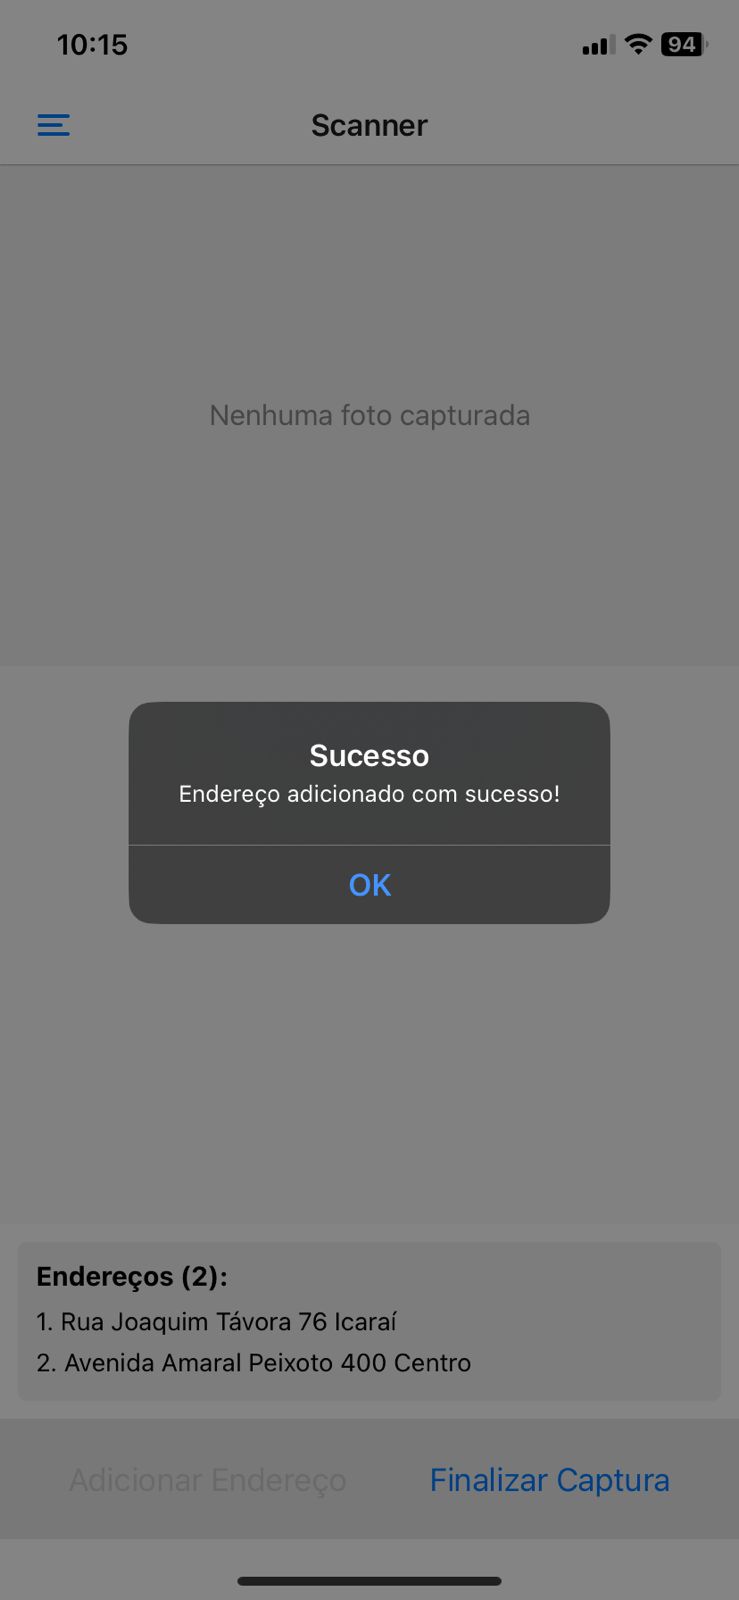 10:15
94
Scanner
Nenhuma foto capturada
Sucesso
Endereço adicionado com sucesso!
OK
Endereços (2):
1. Rua Joaquim Távora 76 Icaraí
2. Avenida Amaral Peixoto 400 Centro
Adicionar Endereço
Finalizar Captura